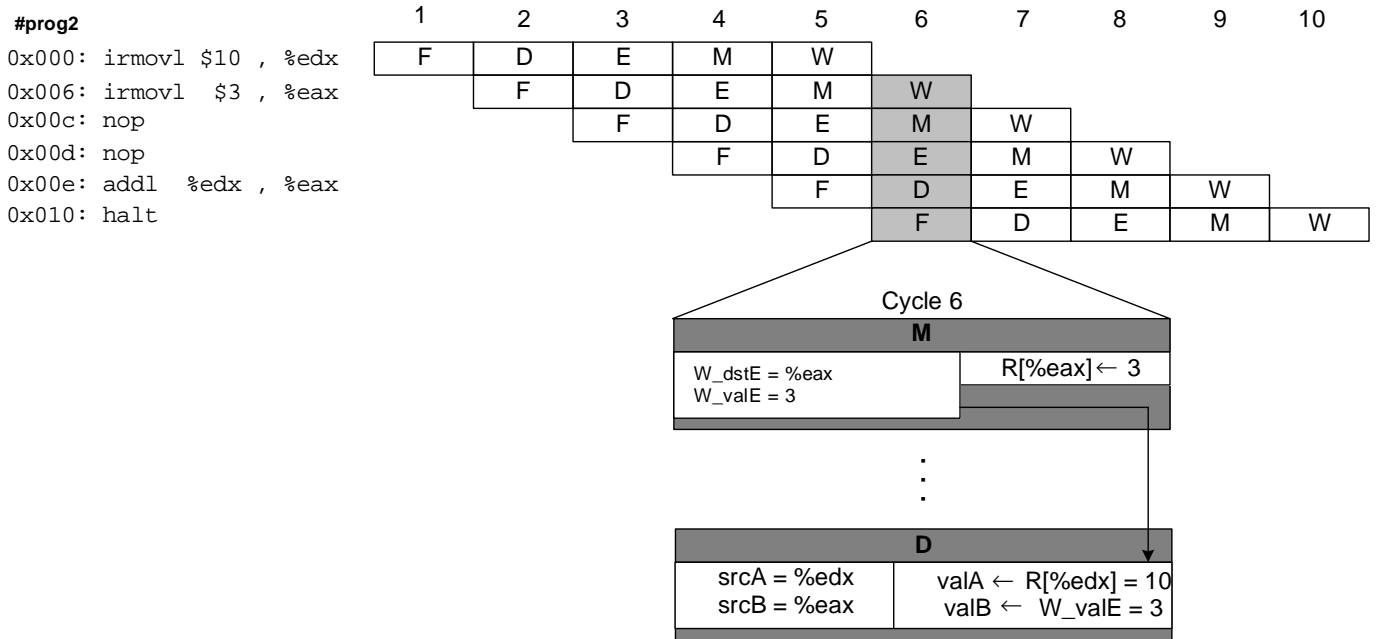 #prog2 1 2 3 4 5 6 7 8 9 10
0x000: irmovl $10 , %edx F D E M W
0x006: irmovl $3 , %eax F D E M W
0x00c: nop F D E M W
0x00d: nop F D E M W
0x00e: addl %edx , %eax F D E M W
0x010: halt F D E M W
Cycle 6
M
W_dstE = %eax R[%eax]← 3
W_valE = 3
.
.
.
D
srcA = %edx valA ← R[%edx] = 10
srcB = %eax valB ← W_valE = 3